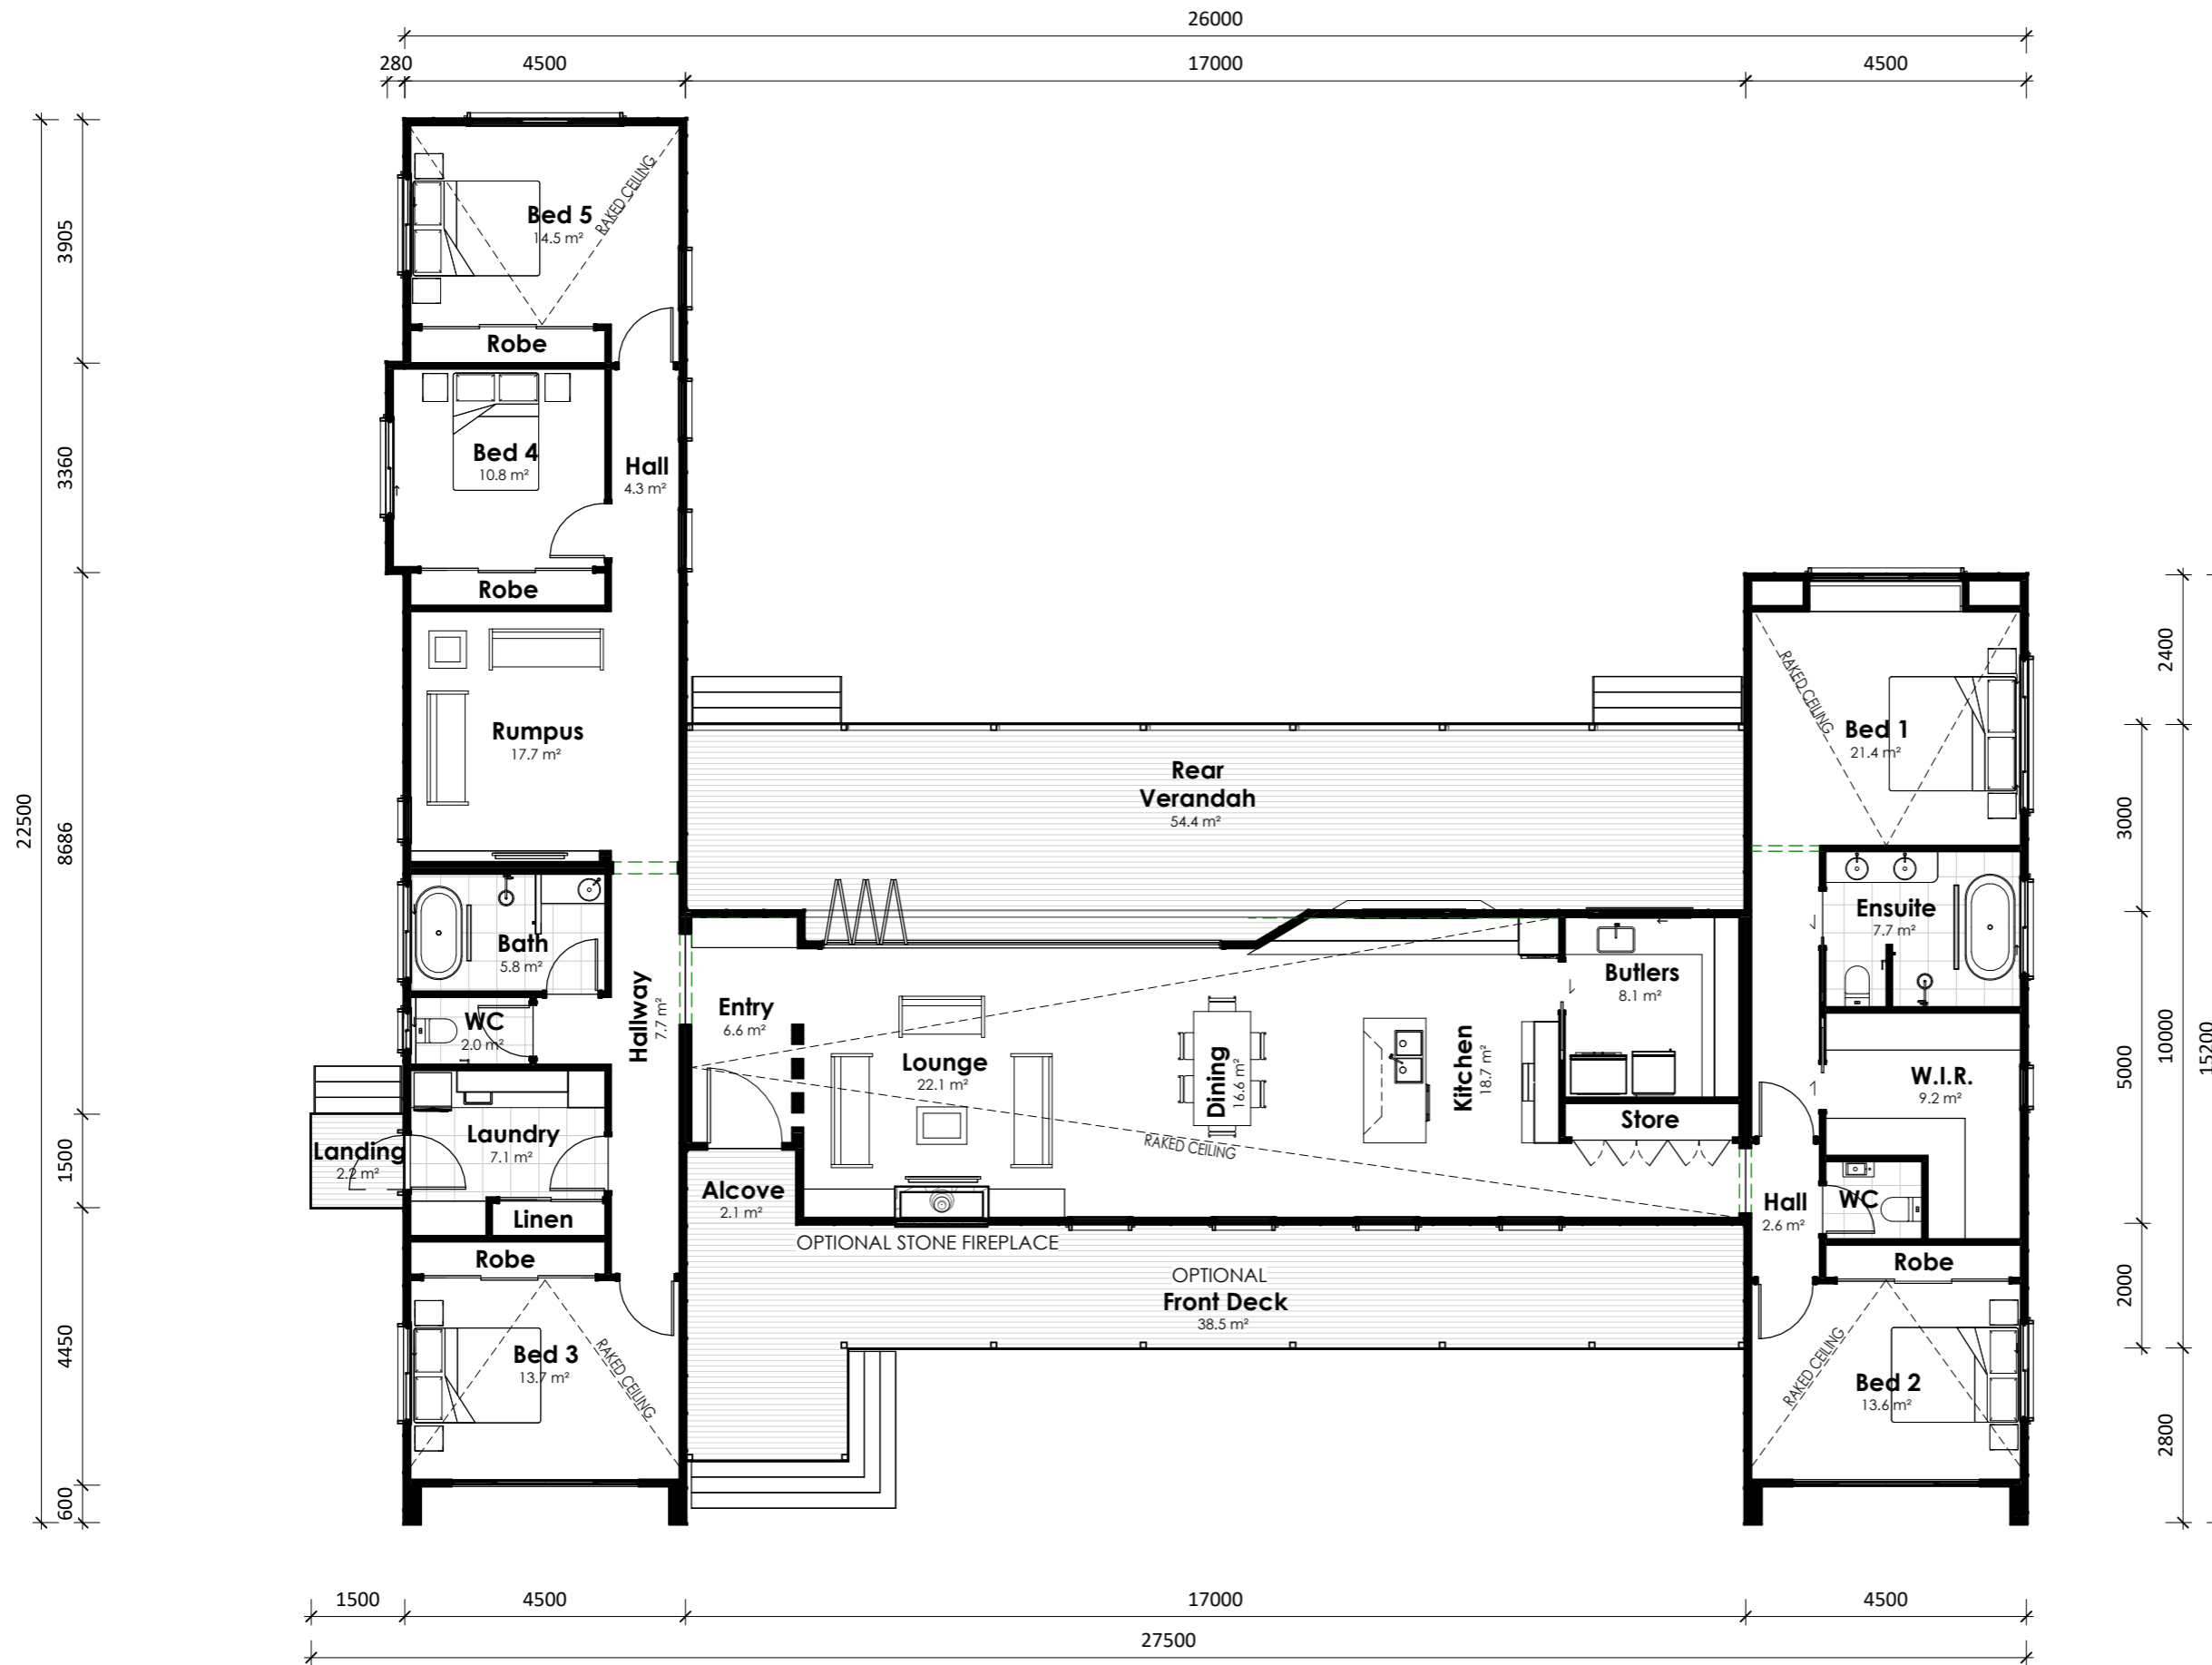 26000
280
4500
17000
4500
22500
3905
3360
8686
1500
4450
600
Bed 5
14.5 m²
RAKED CEILING
Robe
Bed 4
10.8 m²
Hall
4.3 m²
Robe
Rumpus
17.7 m²
Rear
Verandah
54.4 m²
RAKED CEILING
Bed 1
21.4 m²
Bath
5.8 m²
WC
2.0 m²
Hallway
7.7 m²
Entry
6.6 m²
Lounge
22.1 m²
Dining
16.6 m²
Kitchen
18.7 m²
RAKED CEILING
Butlers
8.1 m²
Store
Ensuite
7.7 m²
W.I.R.
9.2 m²
Landing
2.2 m²
Laundry
7.1 m²
Linen
Robe
Alcove
2.1 m²
OPTIONAL STONE FIREPLACE
OPTIONAL
Front Deck
38.5 m²
Hall
2.6 m²
WC
Robe
Bed 3
13.7 m²
RAKED CEILING
RAKED CEILING
Bed 2
13.6 m²
2400
3000
5000
10000
15200
2000
2800
1500
4500
17000
4500
27500